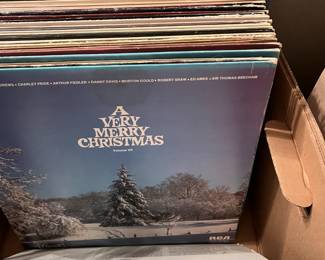 REWS • CHARLEY PRIDE • ARTHUR FIEDLER • DANNY DAVIS • MORTON GOULD • ROBERT SHAW • ED AMES • SIR THOMAS BEECHAM
A
VERY
MERRY
CHRISTMAS
RCA